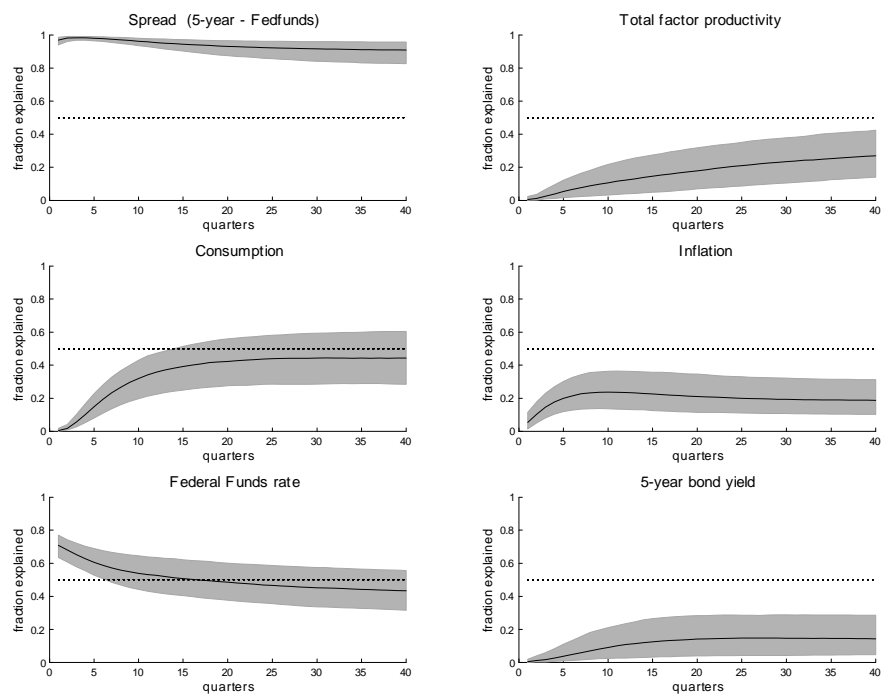 Spread (5-year - Fedfunds)
1
0.8
0.6
0.4
0.2
0
fraction explained
0 5 10 15 20 25 30 35 40
quarters
Total factor productivity
1
0.8
0.6
0.4
0.2
0
fraction explained
0 5 10 15 20 25 30 35 40
quarters
Consumption
1
0.8
0.6
0.4
0.2
0
fraction explained
0 5 10 15 20 25 30 35 40
quarters
Inflation
1
0.8
0.6
0.4
0.2
0
fraction explained
0 5 10 15 20 25 30 35 40
quarters
Federal Funds rate
1
0.8
0.6
0.4
0.2
0
fraction explained
0 5 10 15 20 25 30 35 40
quarters
5-year bond yield
1
0.8
0.6
0.4
0.2
0
fraction explained
0 5 10 15 20 25 30 35 40
quarters